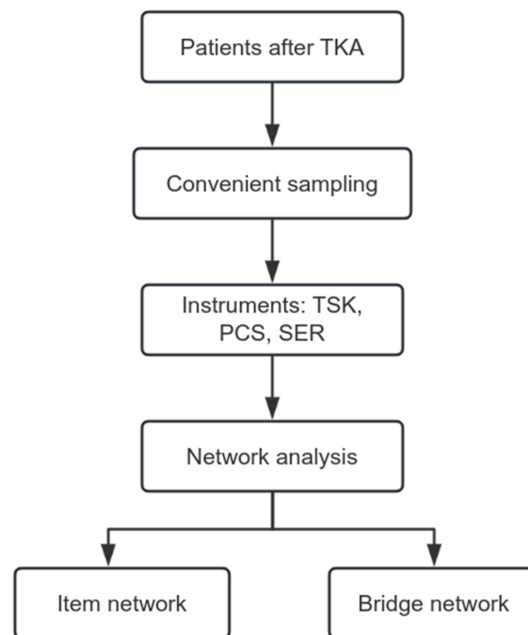 Patients after TKA
Convenient sampling
Instruments: TSK,
PCS, SER
Network analysis
Item network
Bridge network